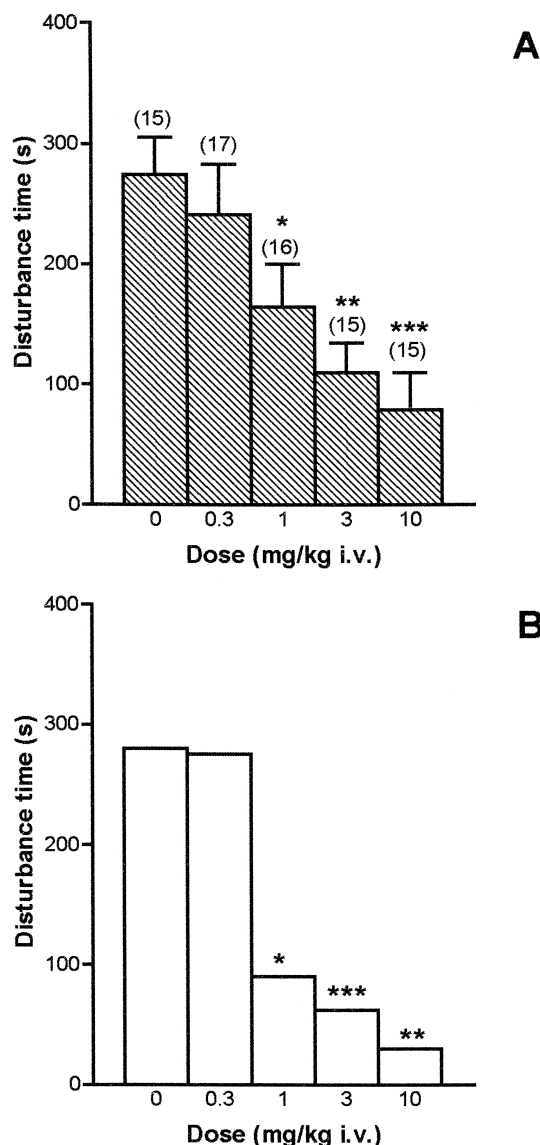 A
400
(15)
(17)
300
*
(16)
200
**
(15)
***
(15)
100
0
0 0.3 1 3 10
Dose (mg/kg i.v.)
Disturbance time (s)
B
400
300
200
100
*
***
**
0
0 0.3 1 3 10
Dose (mg/kg i.v.)
Disturbance time (s)